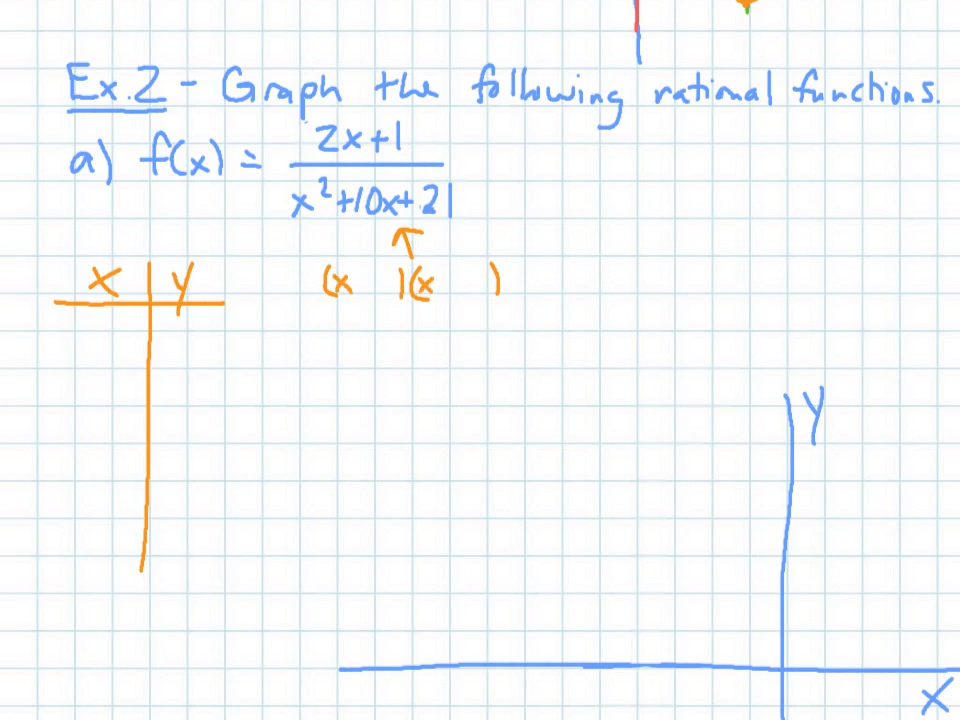 Ex.2 - Graph the following rational functions.
a) f(x) = 2x+1
x²+10x+21
x y
(x )(x )
y
x